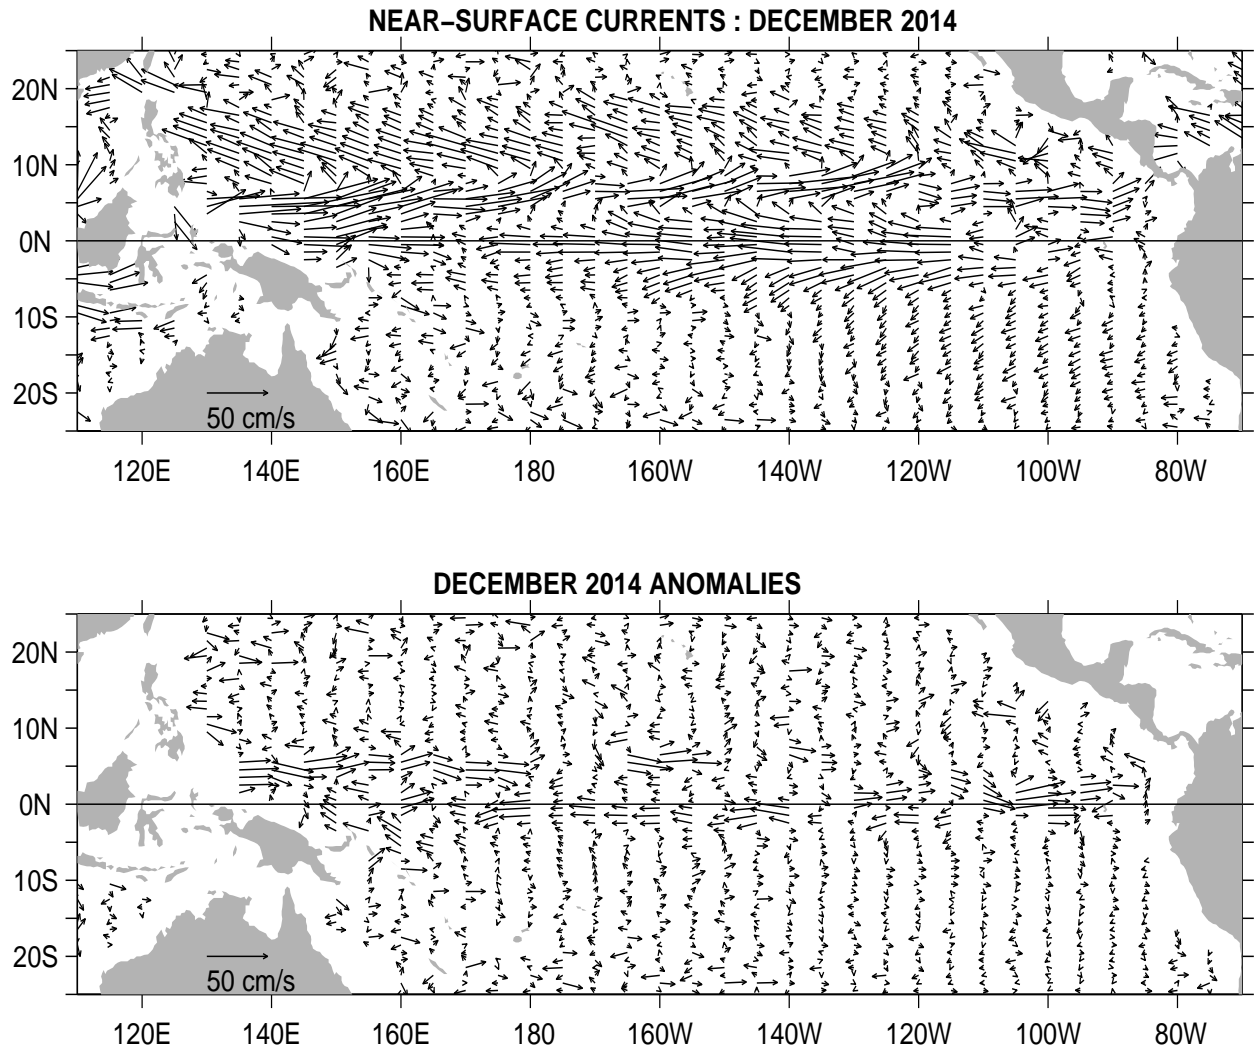 NEAR−SURFACE CURRENTS : DECEMBER 2014
20N
10N
0N
10S
20S
50 cm/s
120E 140E 160E 180 160W 140W 120W 100W 80W
DECEMBER 2014 ANOMALIES
20N
10N
0N
10S
20S
50 cm/s
120E 140E 160E 180 160W 140W 120W 100W 80W